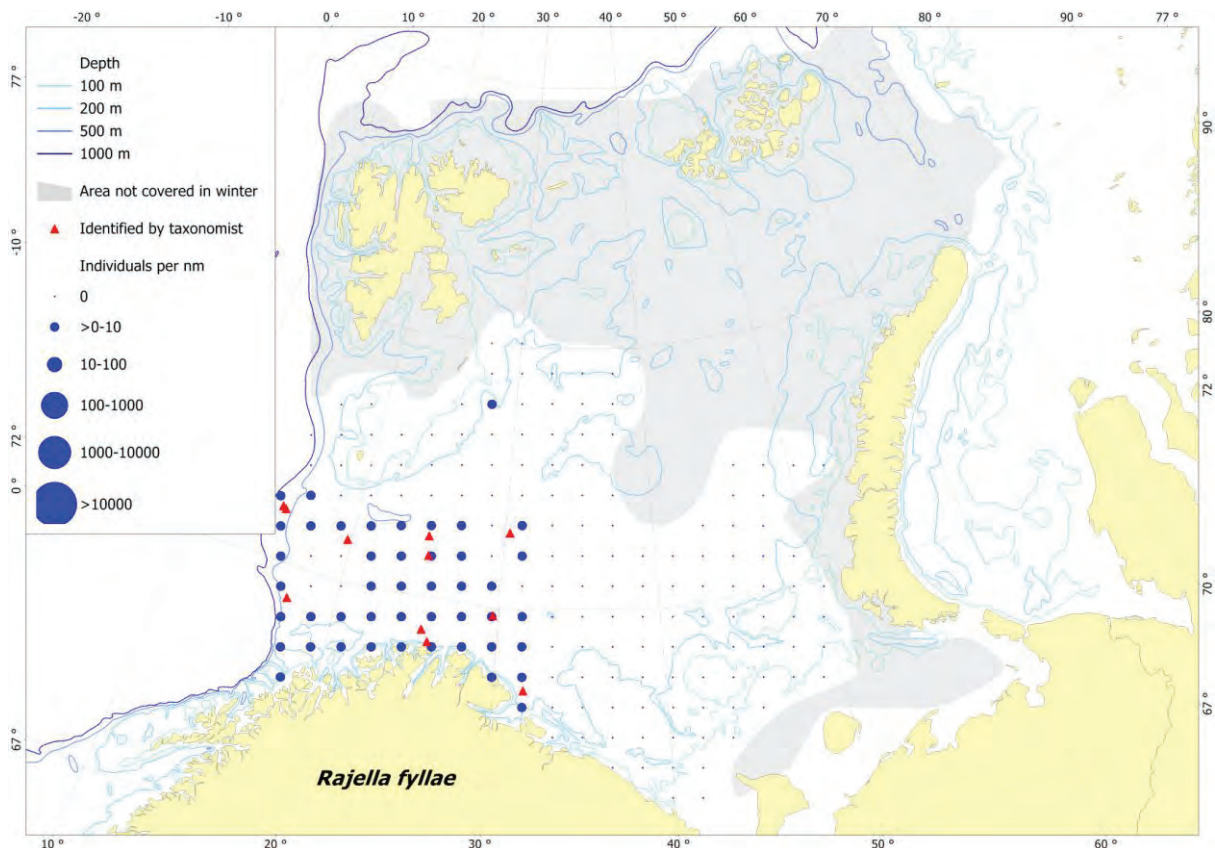 -20 ° -10 ° 0 ° 10 ° 20 ° 30 ° 40 ° 50 ° 60 ° 70 ° 80 ° 90 ° 77 °
77 °
-10 °
72 °
0 °
67 °
Depth
100 m
200 m
500 m
1000 m
Area not covered in winter
Identified by taxonomist
Individuals per nm
0
>0-10
10-100
100-1000
1000-10000
>10000
90 °
80 °
72 °
70 °
67 °
Rajella fyllae
10 ° 20 ° 30 ° 40 ° 50 ° 60 °